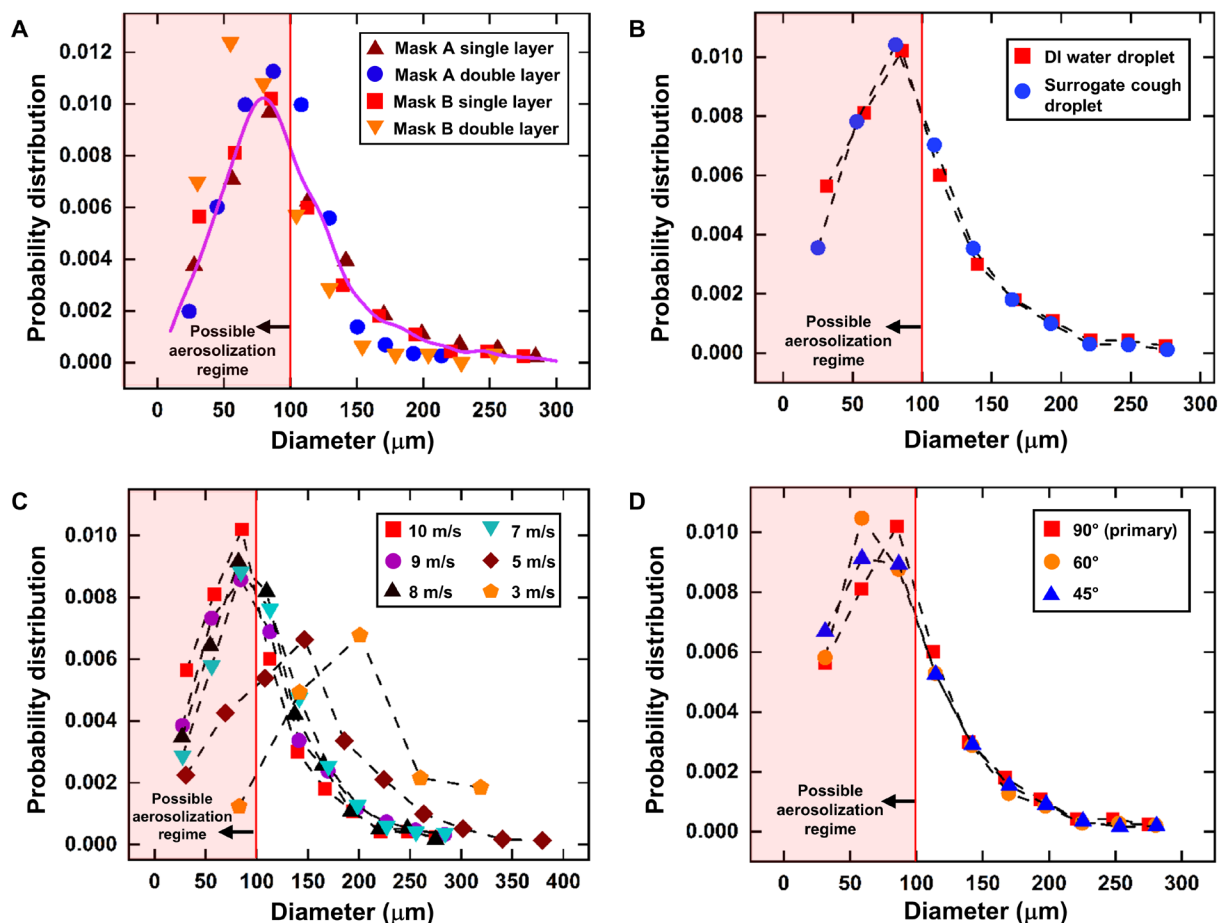 A
Probability distribution
0.012
0.010
0.008
0.006
0.004
0.002
0.000
Mask A single layer
Mask A double layer
Mask B single layer
Mask B double layer
Possible
aerosolization
regime
0 50 100 150 200 250 300
Diameter (μm)
B
Probability distribution
0.010
0.008
0.006
0.004
0.002
0.000
DI water droplet
Surrogate cough
droplet
Possible
aerosolization
regime
0 50 100 150 200 250 300
Diameter (μm)
C
Probability distribution
0.010
0.008
0.006
0.004
0.002
0.000
10 m/s 7 m/s
9 m/s 5 m/s
8 m/s 3 m/s
Possible
aerosolization
regime
0 50 100 150 200 250 300 350 400
Diameter (μm)
D
Probability distribution
0.010
0.008
0.006
0.004
0.002
0.000
90° (primary)
60°
45°
Possible
aerosolization
regime
0 50 100 150 200 250 300
Diameter (μm)